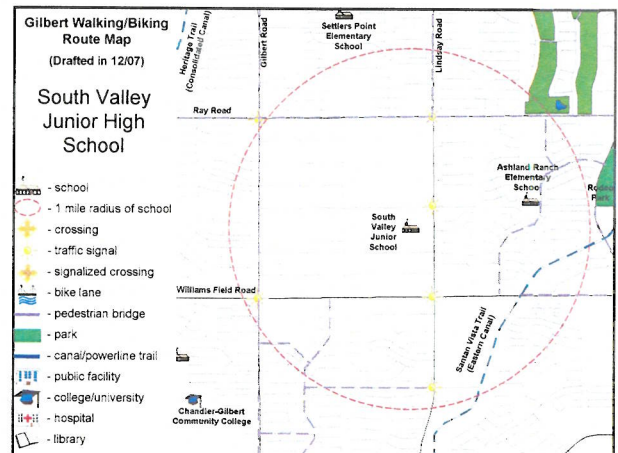 Gilbert Walking/Biking
Route Map
(Drafted in 12/07)
South Valley
Junior High
School
- school
- 1 mile radius of school
- crossing
- traffic signal
- signalized crossing
- bike lane
- pedestrian bridge
- park
- canal/powerline trail
- public facility
- college/university
- hospital
- library
Heritage Trail
(Consolidated Canal)
Gilbert Road
Settlers Point
Elementary
School
Lindsay Road
Ray Road
Ashland Ranch
Elementary
School
Park
South
Valley
Junior
School
Williams Field Road
Santan Vista Trail
(Eastern Canal)
Chandler-Gilbert
Community College